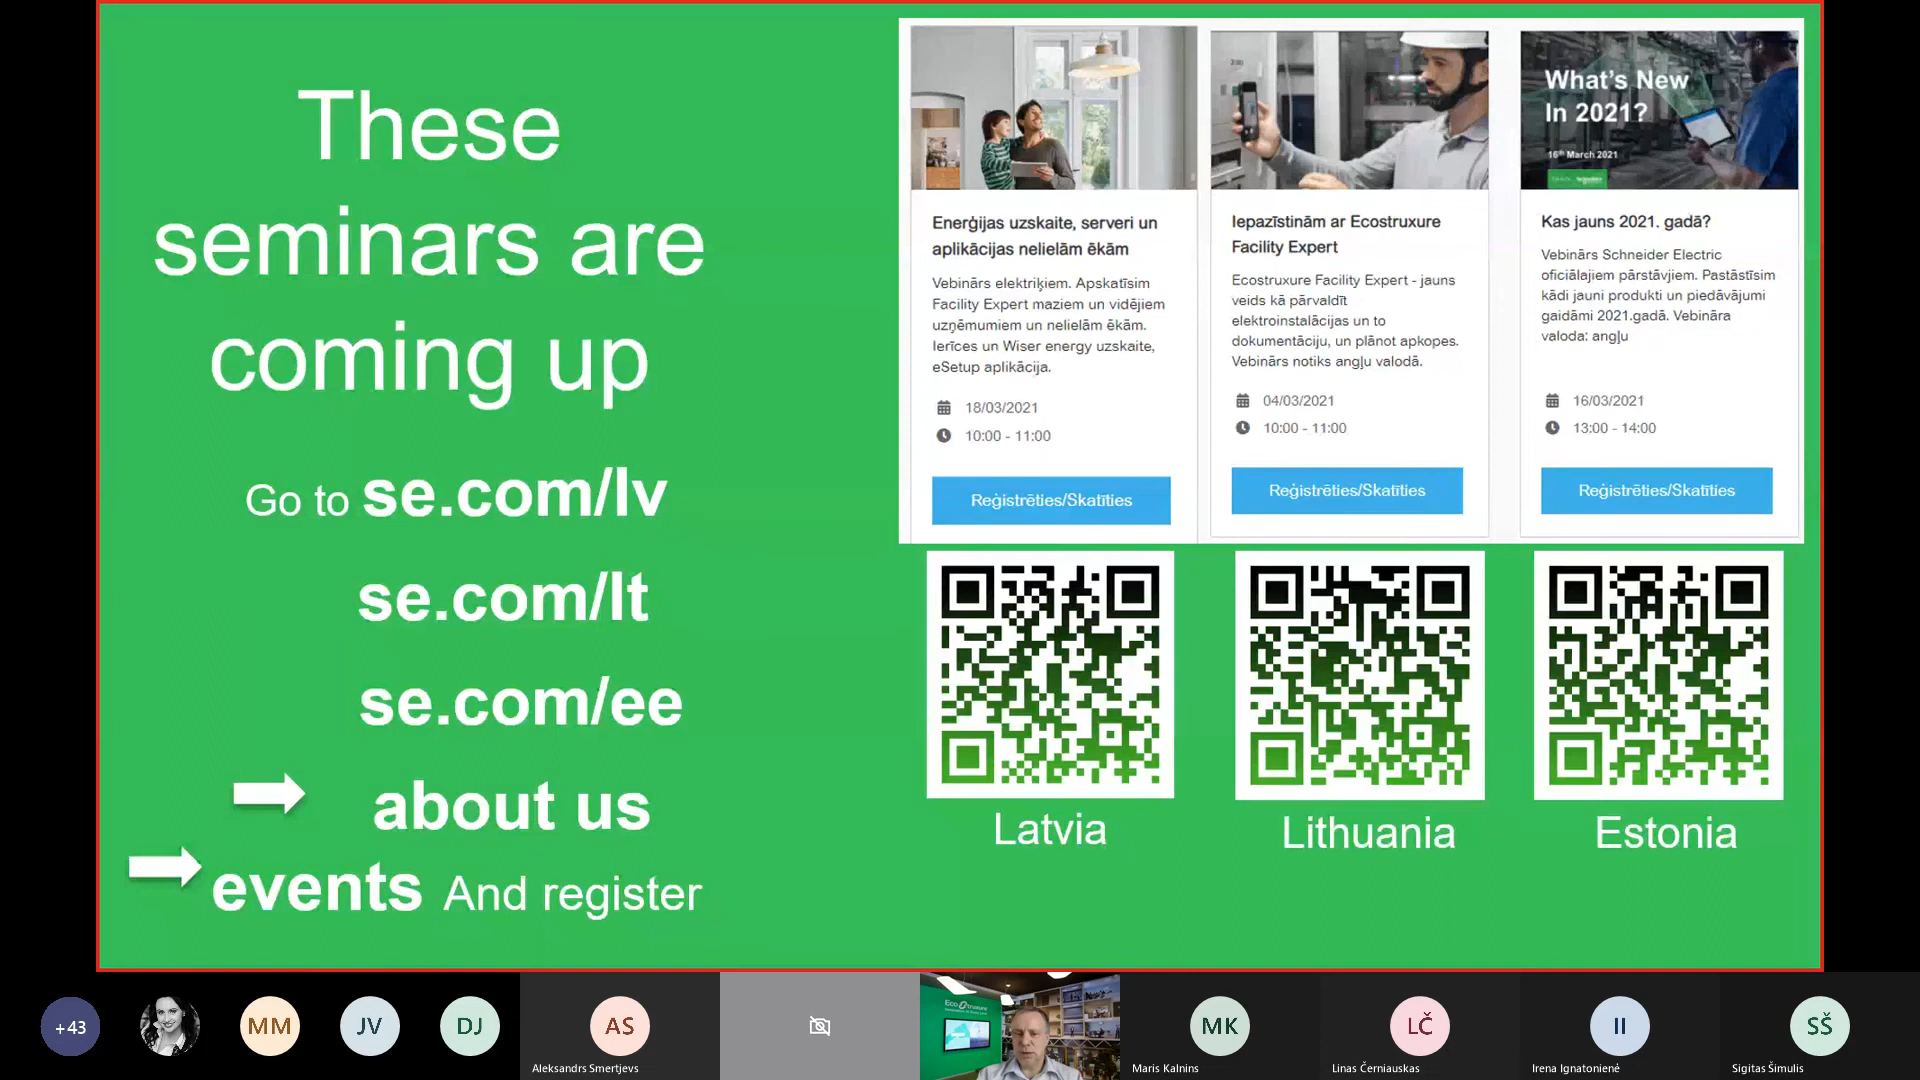 These
seminars are
coming up
Go to se.com/lv
se.com/lt
se.com/ee
about us
events And register
Enerģijas uzskaite, serveri un
aplikācijas nelielām ēkām
Vebinārs elektriķiem. Apskatīsim
Facility Expert maziem un vidējiem
uzņēmumiem un nelielām ēkām.
Ierīces un Wiser energy uzskaite,
eSetup aplikācija.
18/03/2021
10:00 - 11:00
Reģistrēties/Skatīties
Iepazīstinām ar Ecostruxure
Facility Expert
Ecostruxure Facility Expert - jauns
veids kā pārvaldīt
elektroinstalācijas un to
dokumentāciju, un plānot apkopes.
Vebinārs notiks angļu valodā.
04/03/2021
10:00 - 11:00
Reģistrēties/Skatīties
What's New
In 2021?
16th March 2021
Kas jauns 2021. gadā?
Vebinārs Schneider Electric
oficiālajiem pārstāvjiem. Pastāstīsim
kādi jauni produkti un piedāvājumi
gaidāmi 2021.gadā. Vebināra
valoda: angļu
16/03/2021
13:00 - 14:00
Reģistrēties/Skatīties
Latvia
Lithuania
Estonia
+43
MM
JV
DJ
AS
Aleksandrs Smertjevs
MK
Maris Kalnins
LČ
Linas Černiauskas
II
Irena Ignatonienė
SŠ
Sigitas Šimulis